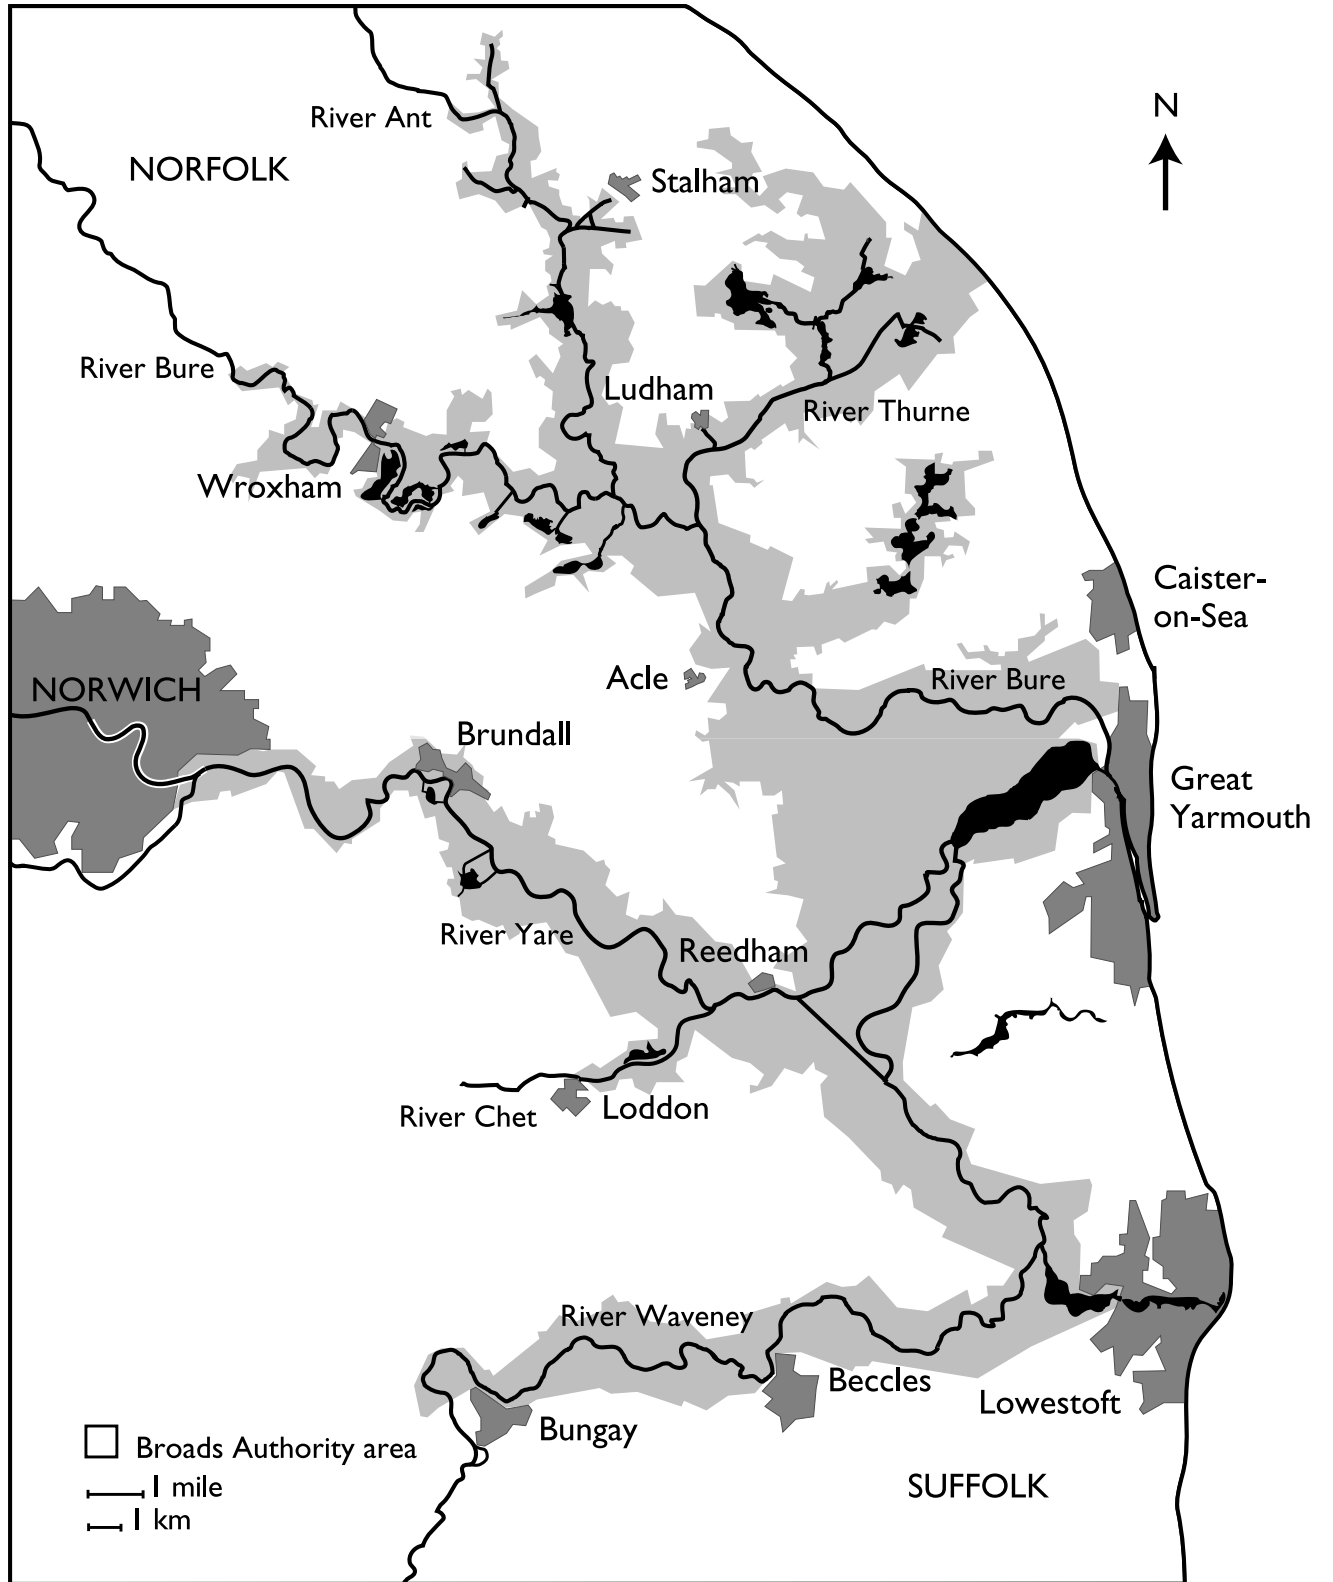 N
River Ant
NORFOLK
Stalham
River Bure
Ludham
River Thurne
Wroxham
Caister-
on-Sea
Acle
River Bure
NORWICH
Brundall
Great
Yarmouth
River Yare
Reedham
River Chet
Loddon
River Waveney
Beccles
Lowestoft
Bungay
Broads Authority area
1 mile
1 km
SUFFOLK